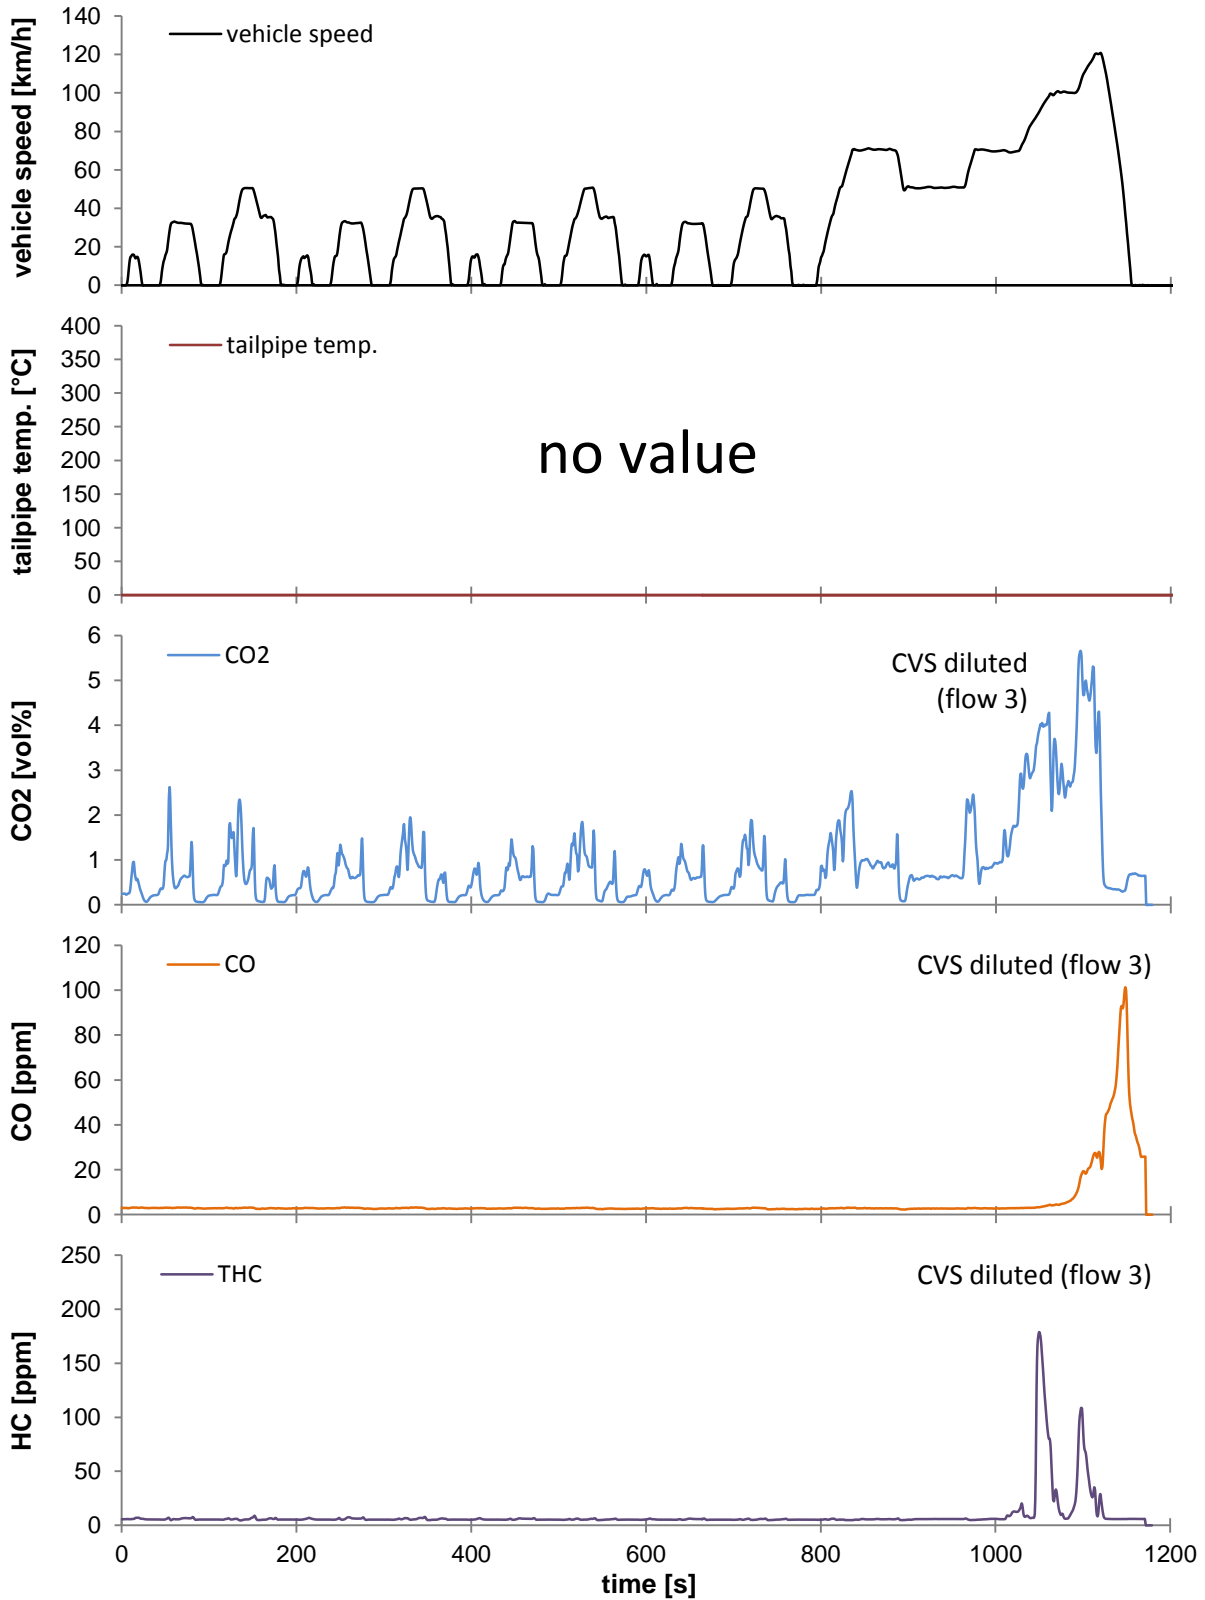 vehicle speed [km/h]
140
120
100
80
60
40
20
0
vehicle speed
tailpipe temp. [°C]
400
350
300
250
200
150
100
50
0
tailpipe temp.
no value
CO2 [vol%]
6
5
4
3
2
1
0
CO2
CVS diluted
(flow 3)
CO [ppm]
120
100
80
60
40
20
0
CO
CVS diluted (flow 3)
HC [ppm]
250
200
150
100
50
0
THC
CVS diluted (flow 3)
0 200 400 600 800 1000 1200
time [s]